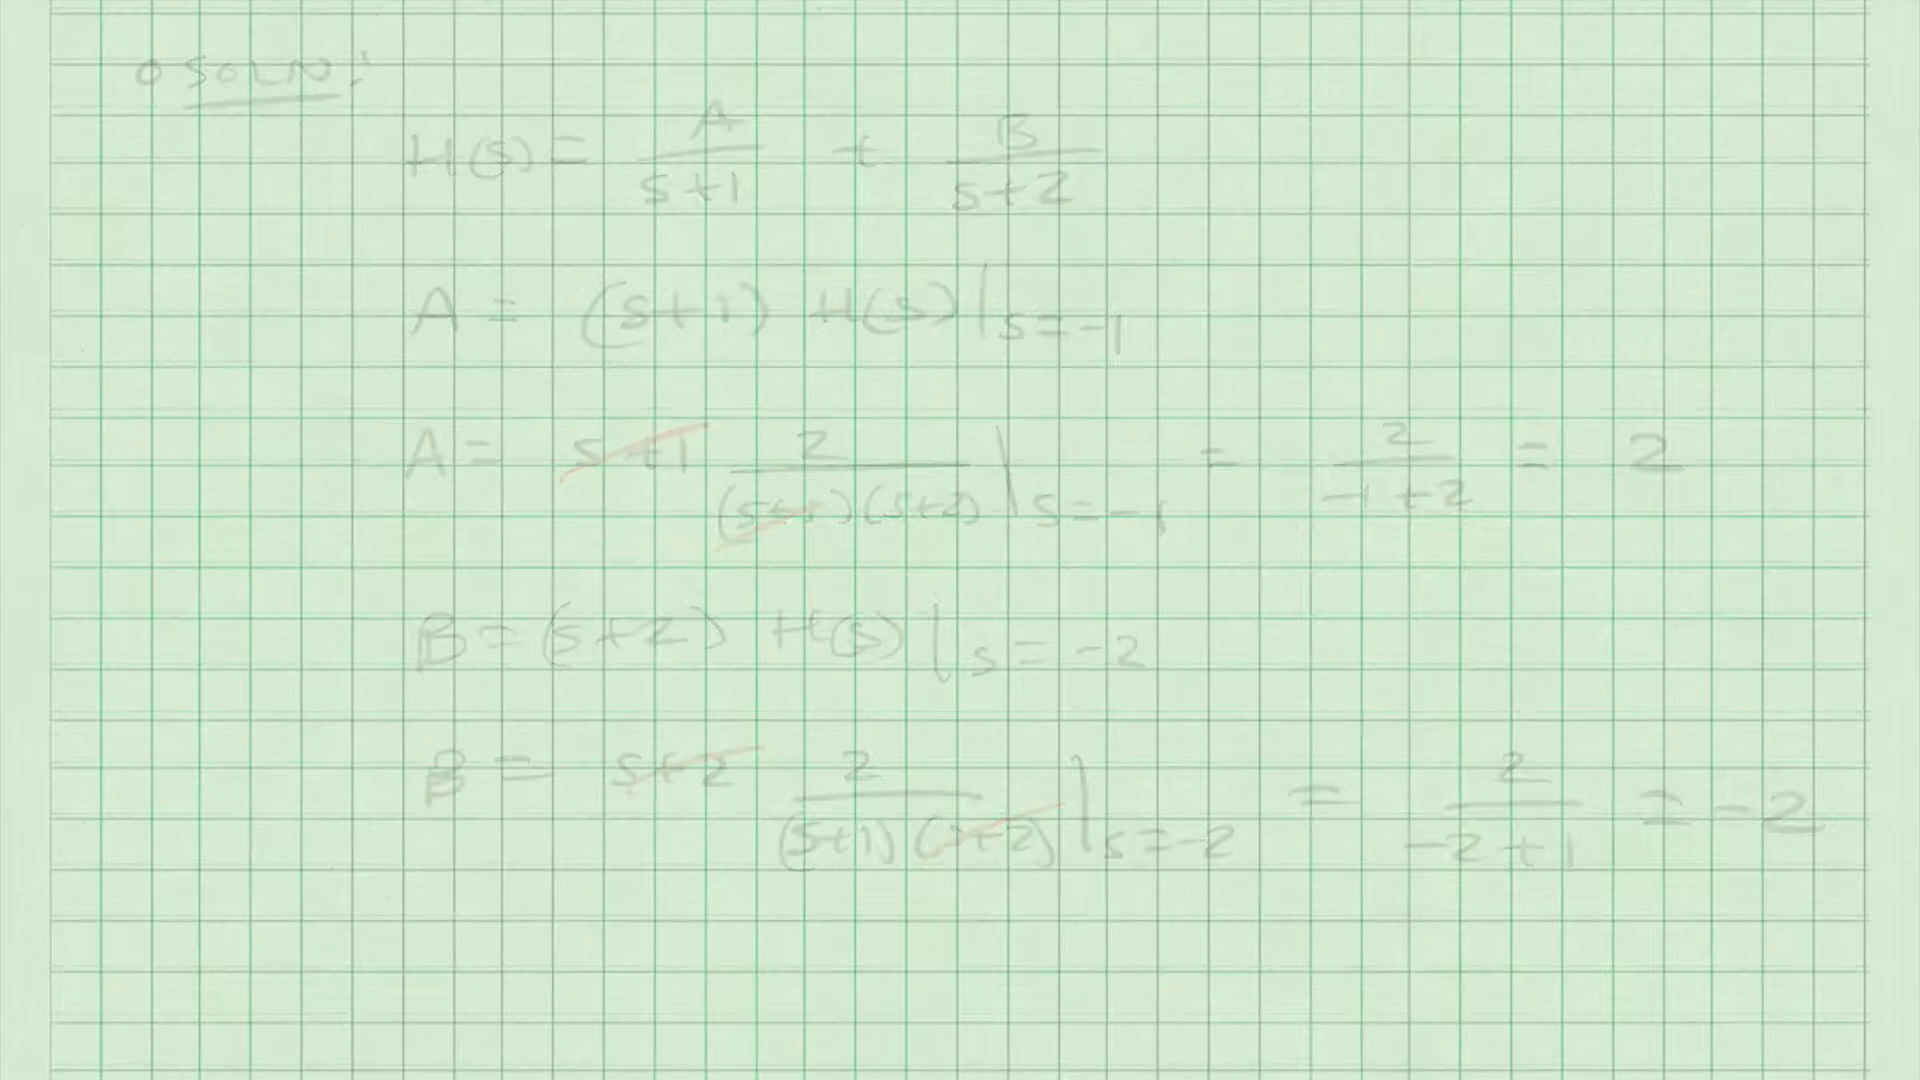 o SOLN:
H(s) = A/(s+1) + B/(s+2)
A = (s+1) H(s) |s=-1
A = s+1 2/((s+1)(s+2)) |s=-1 = 2/(-1+2) = 2
B = (s+2) H(s) |s=-2
B = s+2 2/((s+1)(s+2)) |s=-2 = 2/(-2+1) = -2